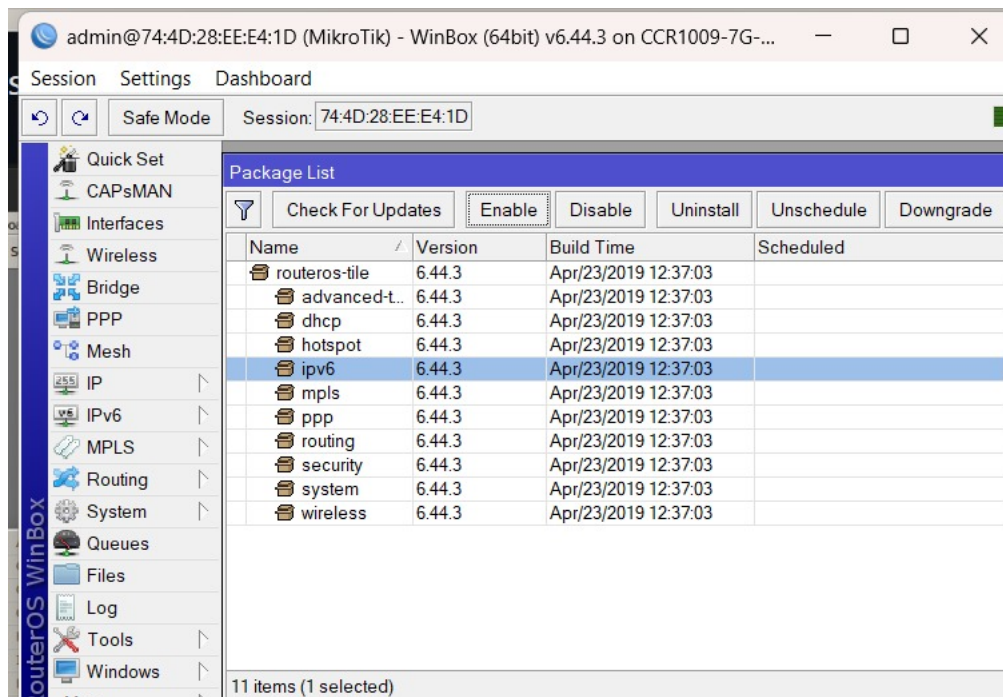 admin@74:4D:28:EE:E4:1D (MikroTik) - WinBox (64bit) v6.44.3 on CCR1009-7G-...
Session Settings Dashboard
Safe Mode Session: 74:4D:28:EE:E4:1D
Quick Set
CAPsMAN
Interfaces
Wireless
Bridge
PPP
Mesh
255 IP
v6 IPv6
MPLS
Routing
System
Queues
Files
Log
Tools
Windows
RouterOS WinBox
Package List
Check For Updates Enable Disable Uninstall Unschedule Downgrade
Name / Version Build Time Scheduled
routeros-tile 6.44.3 Apr/23/2019 12:37:03
advanced-t... 6.44.3 Apr/23/2019 12:37:03
dhcp 6.44.3 Apr/23/2019 12:37:03
hotspot 6.44.3 Apr/23/2019 12:37:03
ipv6 6.44.3 Apr/23/2019 12:37:03
mpls 6.44.3 Apr/23/2019 12:37:03
ppp 6.44.3 Apr/23/2019 12:37:03
routing 6.44.3 Apr/23/2019 12:37:03
security 6.44.3 Apr/23/2019 12:37:03
system 6.44.3 Apr/23/2019 12:37:03
wireless 6.44.3 Apr/23/2019 12:37:03
11 items (1 selected)